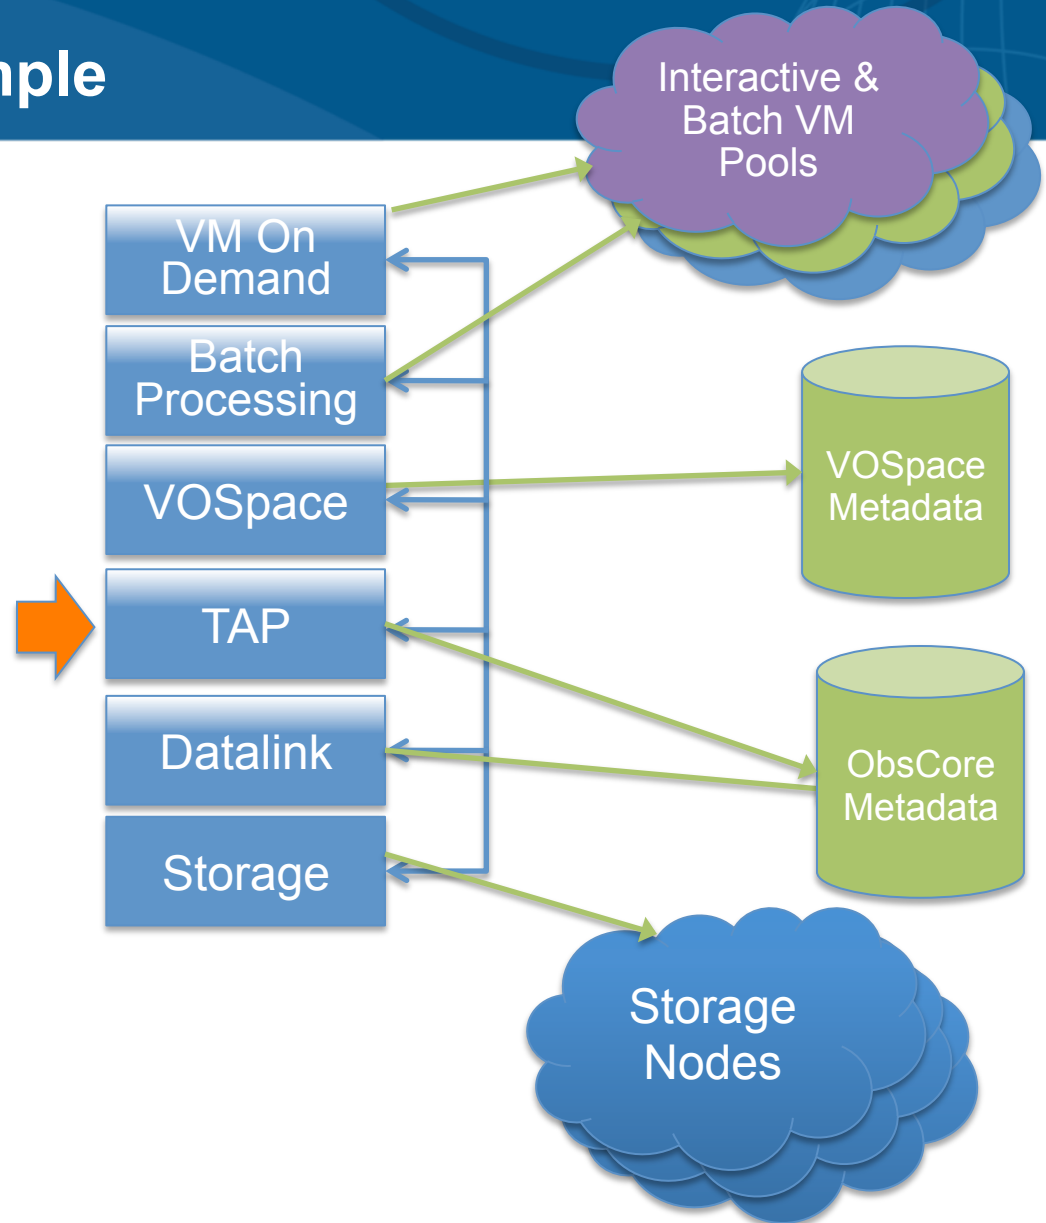 Interactive &
Batch VM
Pools
VM On
Demand
Batch
Processing
VOSpace
VOSpace
Metadata
TAP
Datalink
ObsCore
Metadata
Storage
Storage
Nodes